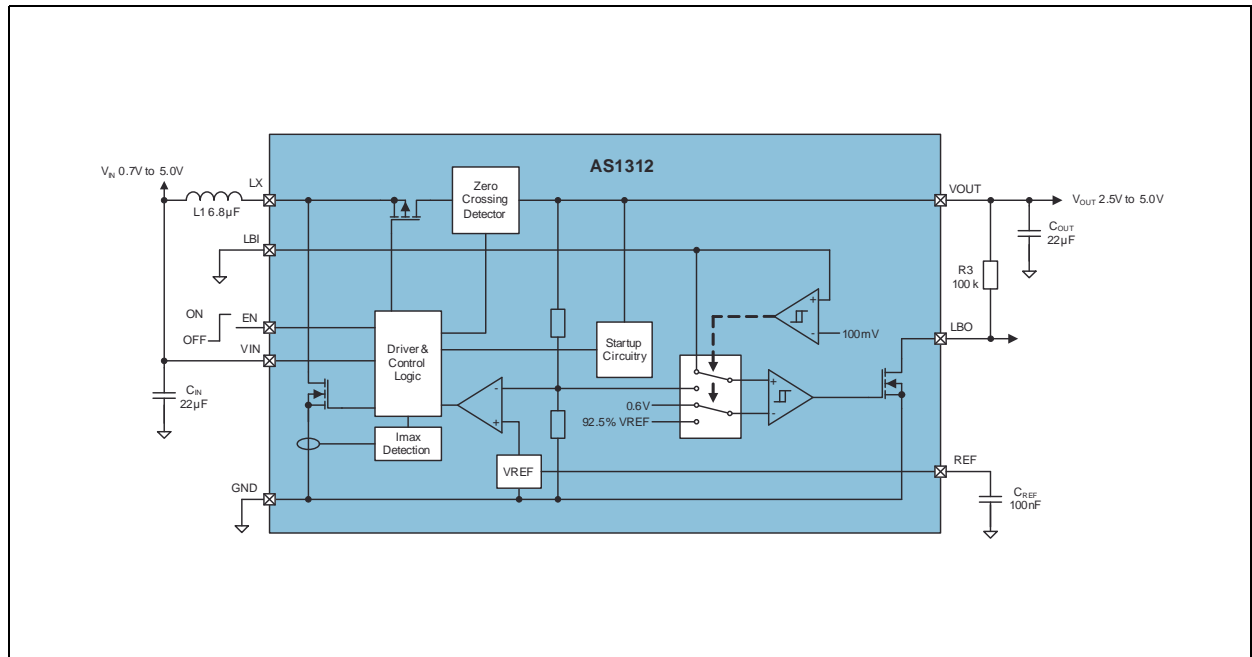 AS1312
VIN 0.7V to 5.0V
LX
L1 6.8µF
Zero
Crossing
Detector
VOUT
VOUT 2.5V to 5.0V
COUT
22µF
LBI
R3
100 k
ON
OFF
EN
VIN
Driver &
Control
Logic
Startup
Circuitry
+
-
100mV
LBO
CIN
22µF
-
+
0.6V
92.5% VREF
+
-
Imax
Detection
VREF
REF
GND
CREF
100nF